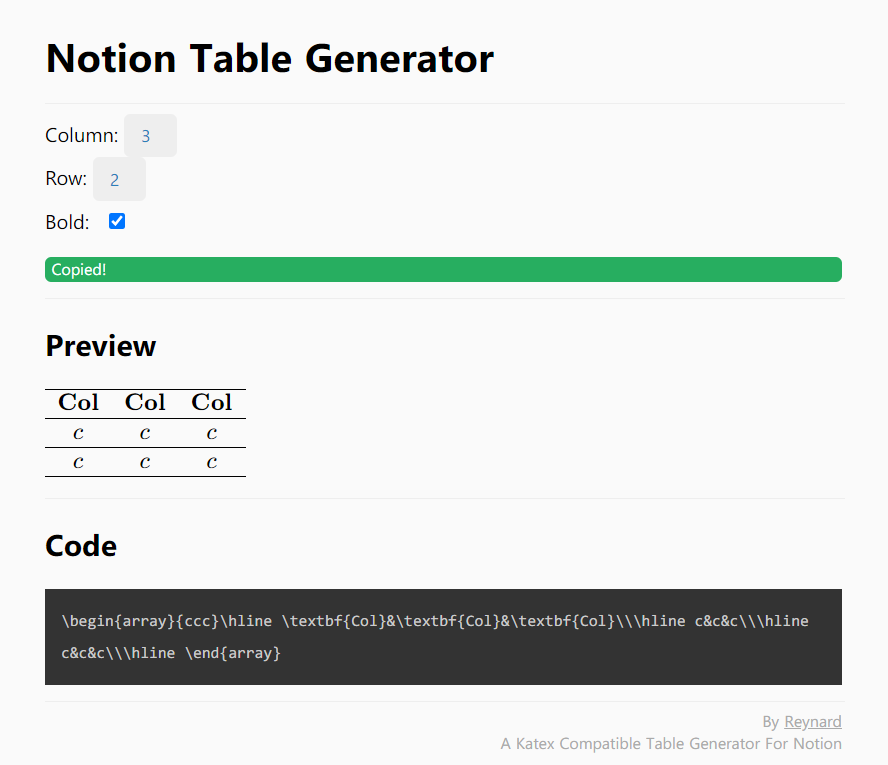 Notion Table Generator
Column: 3
Row: 2
Bold:
Copied!
Preview
Col Col Col
c c c
c c c
Code
\begin{array}{ccc}\hline \textbf{Col}&\textbf{Col}&\textbf{Col}\\\hline c&c&c\\\hline
c&c&c\\\hline \end{array}
By Reynard
A Katex Compatible Table Generator For Notion